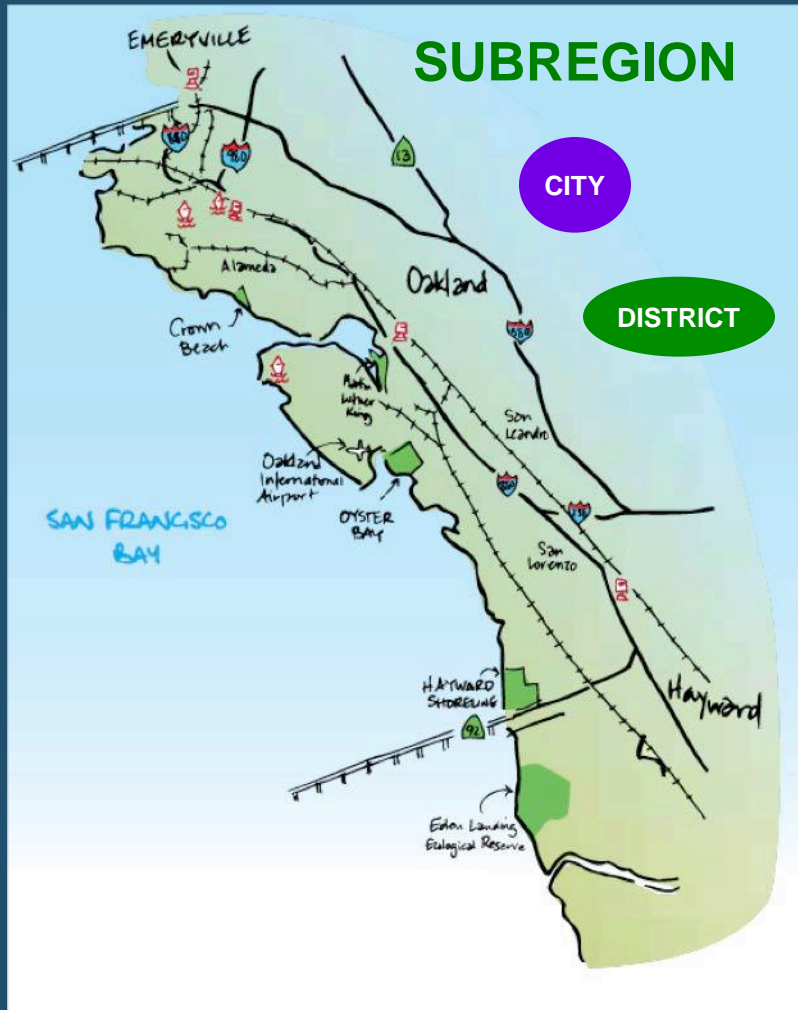 EMERYVILLE
SUBREGION
880
980
13
CITY
Alameda
Oakland
DISTRICT
Crown
Beach
580
Martin
Luther
King
San
Leandro
Oakland
International
Airport
880
238
OYSTER
BAY
SAN FRANCISCO
BAY
San
Lorenzo
HAYWARD
SHORELINE
Hayward
92
Eden Landing
Ecological Reserve